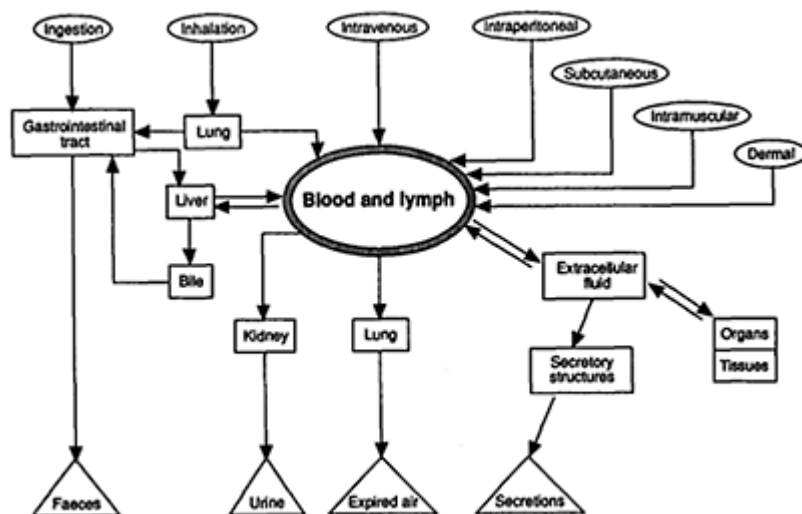 Ingestion
Inhalation
Intravenous
Intraperitoneal
Subcutaneous
Intramuscular
Dermal
Gastrointestinal
tract
Lung
Liver
Blood and lymph
Bile
Extracellular
fluid
Kidney
Lung
Organs
Tissues
Secretory
structures
Faeces
Urine
Expired air
Secretions